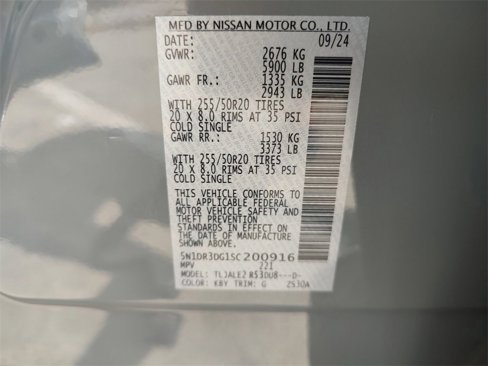 MFD BY NISSAN MOTOR CO., LTD.
DATE: 09/24
GVWR: 2676 KG
5900 LB
GAWR FR.: 1335 KG
2943 LB
WITH 255/50R20 TIRES
20 X 8.0 RIMS AT 35 PSI
COLD SINGLE
GAWR RR.: 1530 KG
3373 LB
WITH 255/50R20 TIRES
20 X 8.0 RIMS AT 35 PSI
COLD SINGLE
THIS VEHICLE CONFORMS TO
ALL APPLICABLE FEDERAL
MOTOR VEHICLE SAFETY AND
THEFT PREVENTION
STANDARDS IN EFFECT ON
THE DATE OF MANUFACTURE
SHOWN ABOVE.
5N1DR3DG1SC200916
MPV 221
MODEL: TLJALE2 R53DU8---D-
COLOR: KBY TRIM: G 25304